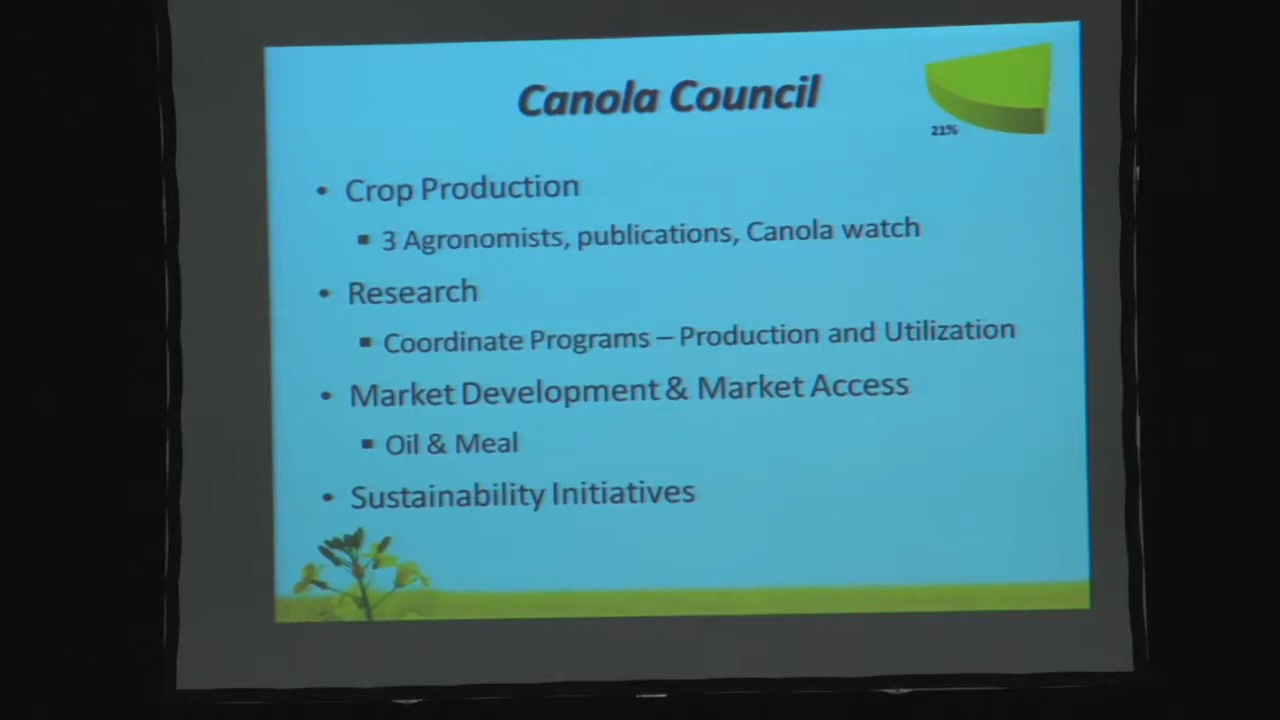 Canola Council
21%
• Crop Production
▪ 3 Agronomists, publications, Canola watch
• Research
▪ Coordinate Programs – Production and Utilization
• Market Development & Market Access
▪ Oil & Meal
• Sustainability Initiatives